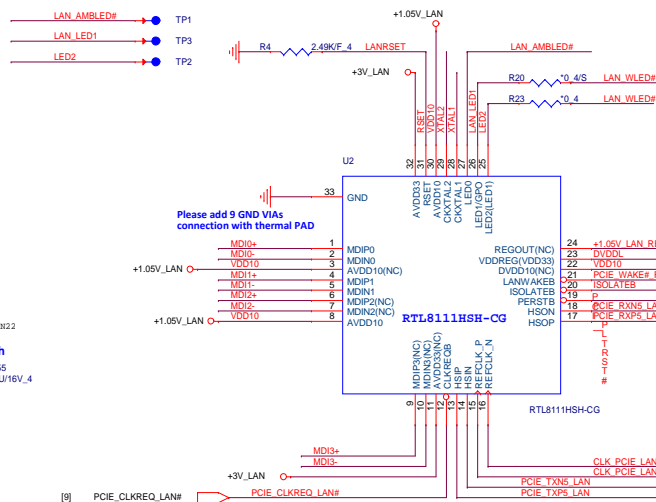 LAN_AMBLED# TP1
LAN_LED1 TP3
LED2 TP2
+1.05V_LAN
R4 2.49K/F_4 LANRSET
LAN_AMBLED#
+3V_LAN
R20 *0_4/S LAN_WLED#
R23 *0_4 LAN_WLED#
RSET
VDD10
XTAL2
XTAL1
LAN_LED1
LED2
U2
32 31 30 29 28 27 26 25
33 GND
AVDD33
RSET
AVDD10
CKXTAL2
CKXTAL1
LED0
LED1/GPO
LED2(LED1)
Please add 9 GND VIAs
connection with thermal PAD
MDI0+ 1 MDIP0
MDI0- 2 MDIN0
+1.05V_LAN VDD10 3 AVDD10(NC)
MDI1+ 4 MDIP1
MDI1- 5 MDIN1
MDI2+ 6 MDIP2(NC)
MDI2- 7 MDIN2(NC)
+1.05V_LAN VDD10 8 AVDD10
REGOUT(NC) 24 +1.05V_LAN_RE
VDDREG(VDD33) 23 DVDDL
DVDD10(NC) 22 VDD10
LANWAKEB 21 PCIE_WAKE#_
ISOLATEB 20 ISOLATEB
PERSTB 19
HSON 18 PCIE_RXN5_LA
HSOP 17 PCIE_RXP5_LA
PLTRST#
RTL8111HSH-CG
MDIP3(NC)
MDIN3(NC)
AVDD33(NC)
CLKREQB
HSIP
HSIN
REFCLK_P
REFCLK_N
9 10 11 12 13 14 15 16
RTL8111HSH-CG
N22
h
55
U/16V_4
MDI3+
MDI3-
CLK_PCIE_LAN
+3V_LAN CLK_PCIE_LAN
PCIE_TXN5_LAN
[9] PCIE_CLKREQ_LAN# PCIE_CLKREQ_LAN# PCIE_TXP5_LAN